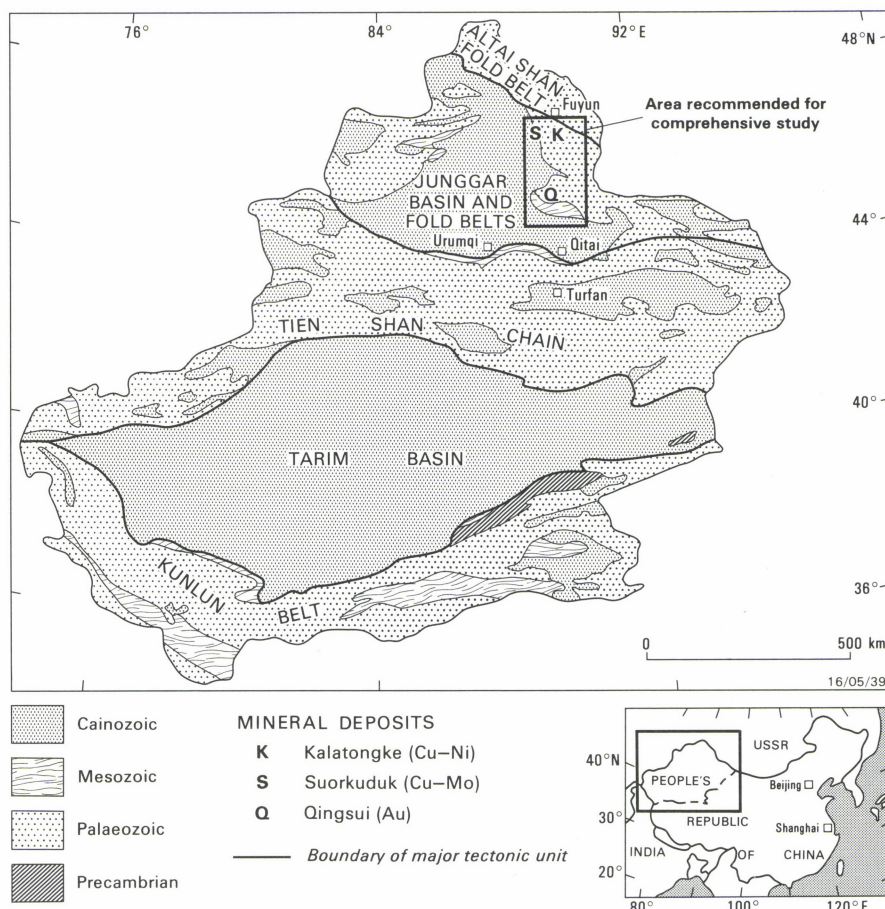 76°
84°
92°E
48°N
ALTAI SHAN
FOLD BELT
Fuyun
Area recommended for
comprehensive study
S K
JUNGGAR
BASIN AND
FOLD BELTS
Q
44°
Urumqi
Qitai
Turfan
TIEN SHAN CHAIN
40°
TARIM BASIN
KUNLUN BELT
36°
0 500 km
16/05/39
Cainozoic
Mesozoic
Palaeozoic
Precambrian
MINERAL DEPOSITS
K Kalatongke (Cu–Ni)
S Suorkuduk (Cu–Mo)
Q Qingsui (Au)
Boundary of major tectonic unit
40°N
30°
20°
USSR
PEOPLE'S
Beijing
REPUBLIC
Shanghai
INDIA OF CHINA
80° 100° 120°E